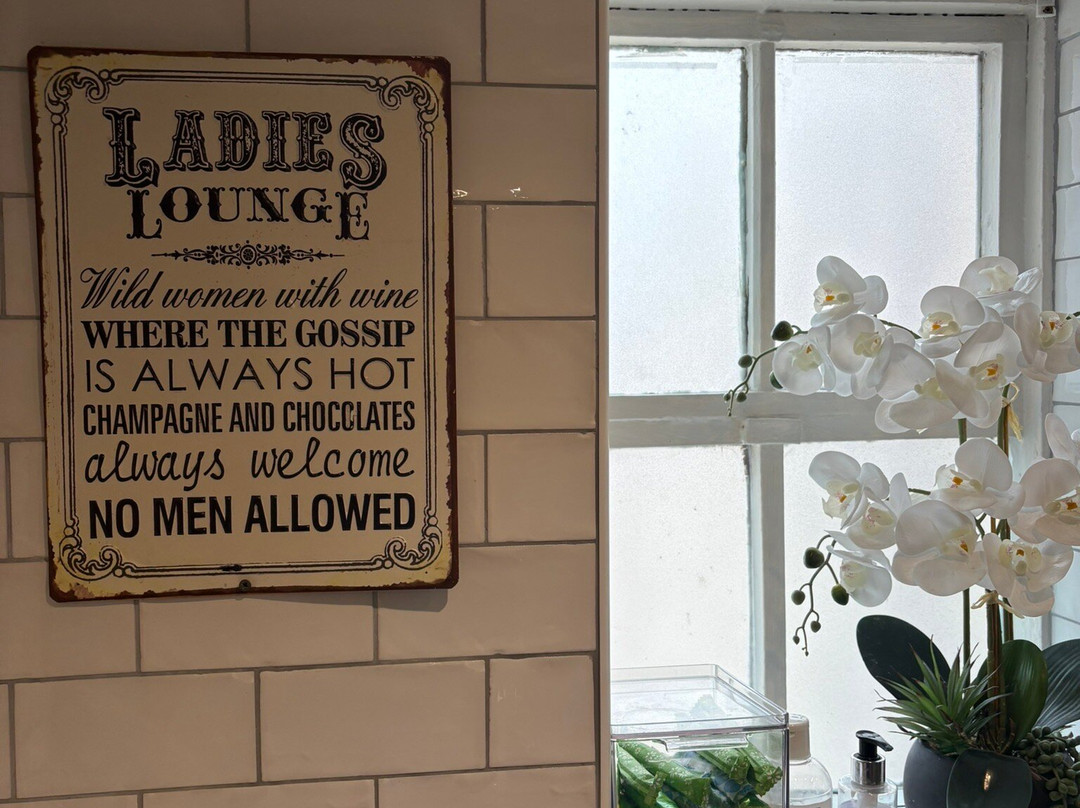 LADIES
LOUNGE
Wild women with wine
WHERE THE GOSSIP
IS ALWAYS HOT
CHAMPAGNE AND CHOCOLATES
always welcome
NO MEN ALLOWED